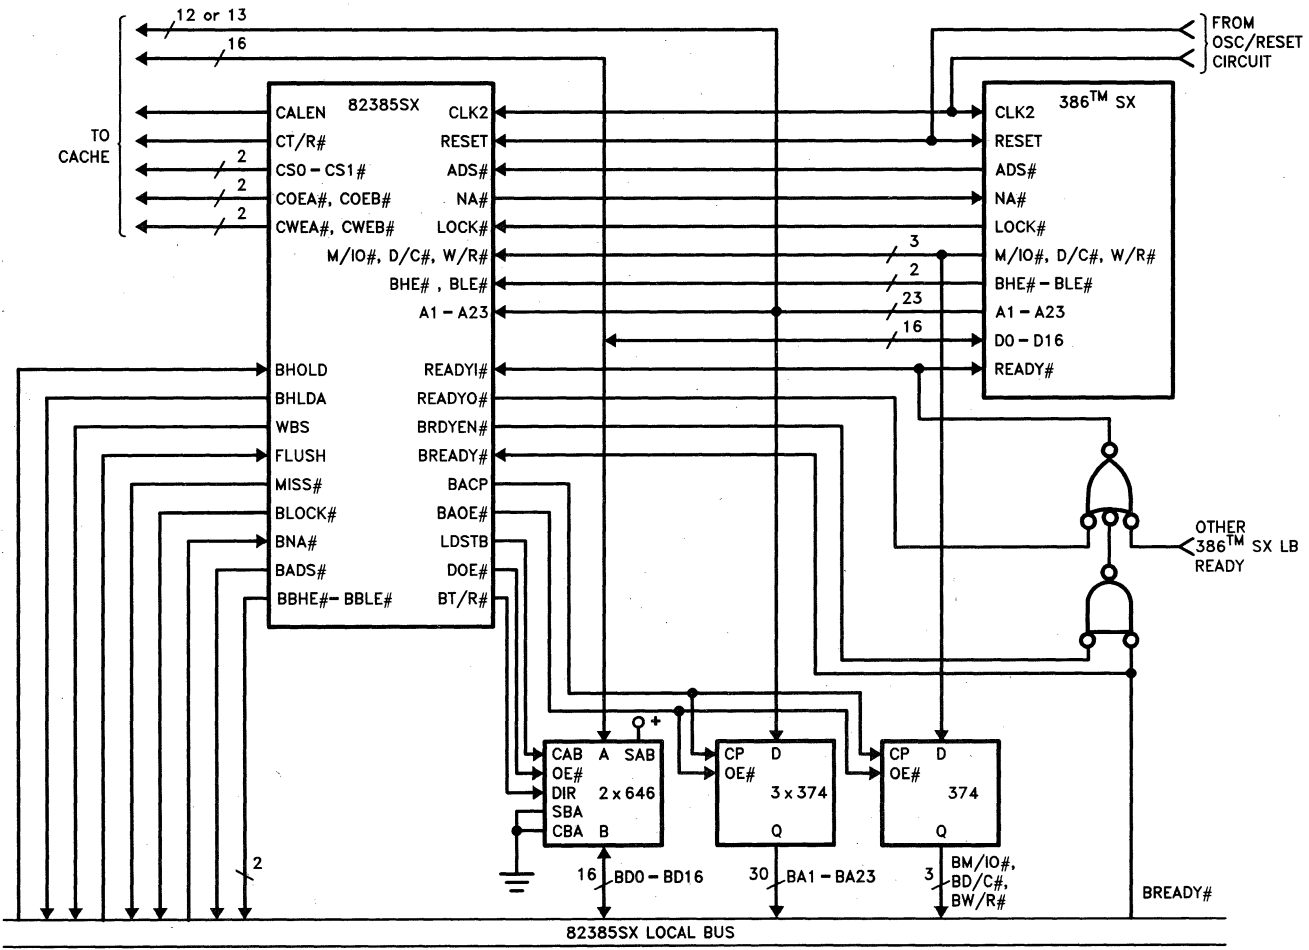 12 or 13
16
FROM
OSC/RESET
CIRCUIT
TO
CACHE
82385SX
CALEN
CT/R#
2
CS0-CS1#
2
COEA#, COEB#
2
CWEA#, CWEB#
CLK2
RESET
ADS#
NA#
LOCK#
M/IO#, D/C#, W/R#
BHE# , BLE#
A1-A23
3
2
23
16
386™ SX
CLK2
RESET
ADS#
NA#
LOCK#
M/IO#, D/C#, W/R#
BHE#-BLE#
A1-A23
D0-D16
READY#
BHOLD
BHLDA
WBS
FLUSH
MISS#
BLOCK#
BNA#
BADS#
BBHE#-BBLE#
READYI#
READYO#
BRDYEN#
BREADY#
BACP
BAOE#
LDSTB
DOE#
BT/R#
OTHER
386™ SX LB
READY
+
CAB A SAB
OE#
DIR 2x646
SBA
CBA B
CP D
OE#
3x374
Q
CP D
OE#
374
Q
2
16 BD0-BD16
30 BA1-BA23
3
BM/IO#,
BD/C#,
BW/R#
BREADY#
82385SX LOCAL BUS